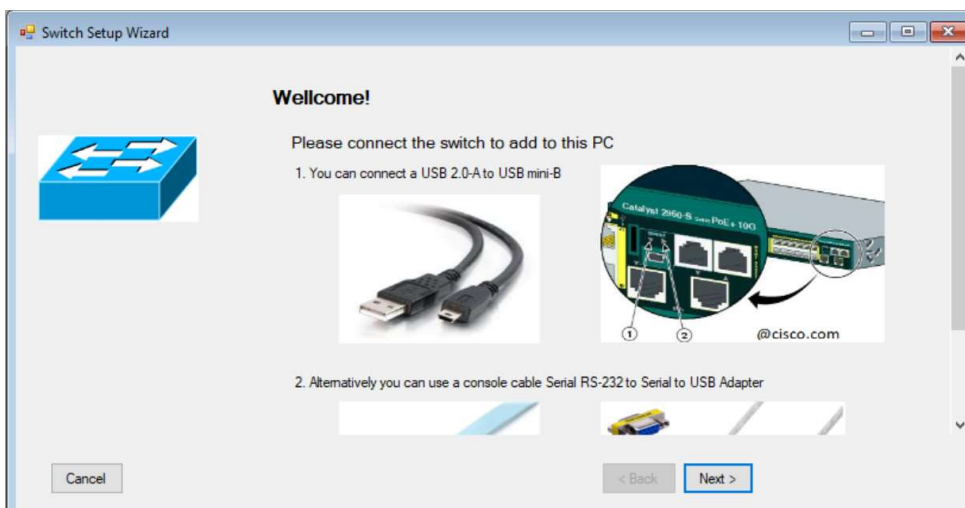 Switch Setup Wizard
Wellcome!
Please connect the switch to add to this PC
1. You can connect a USB 2.0-A to USB mini-B
Catalyst 2960-S PoE+ 10G
1
2
@cisco.com
2. Alternatively you can use a console cable Serial RS-232 to Serial to USB Adapter
Cancel
< Back
Next >